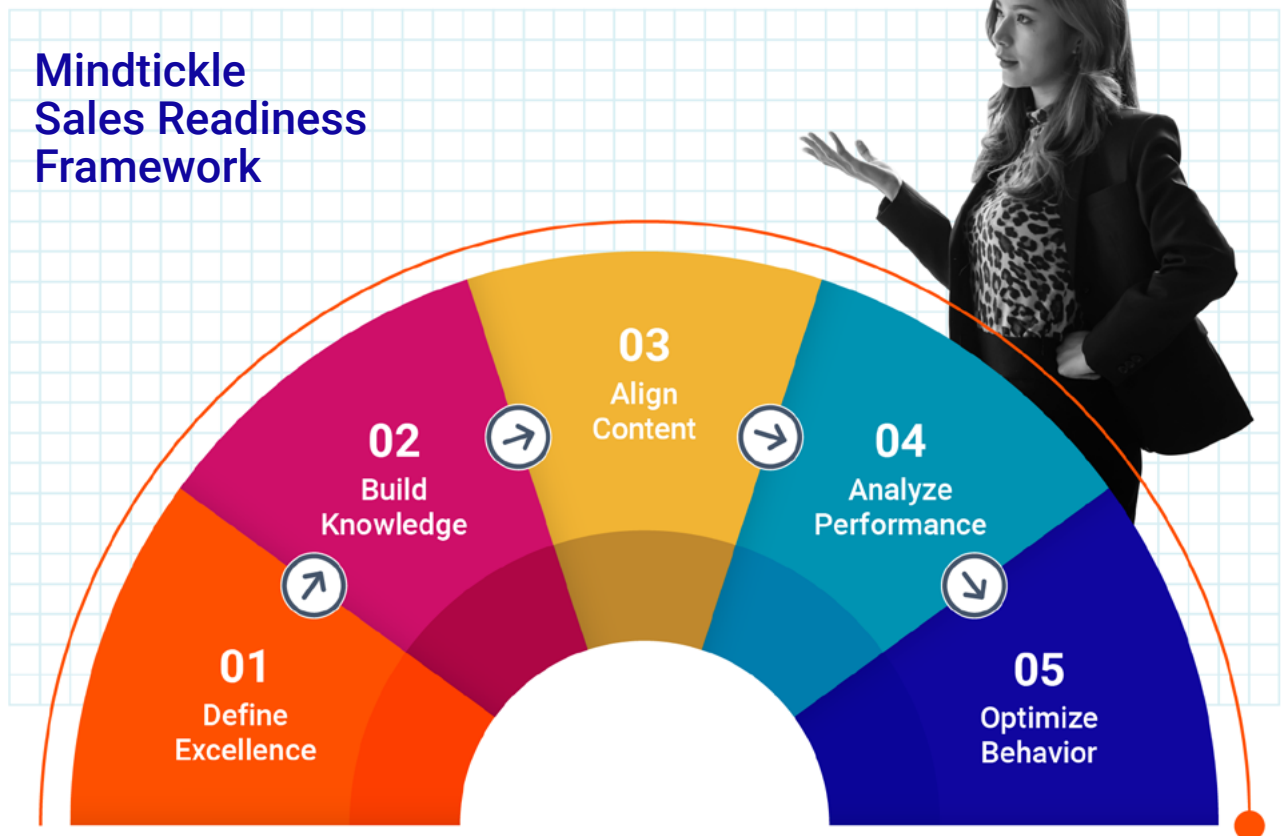 Mindtickle
Sales Readiness
Framework
01
Define
Excellence
02
Build
Knowledge
03
Align
Content
04
Analyze
Performance
05
Optimize
Behavior